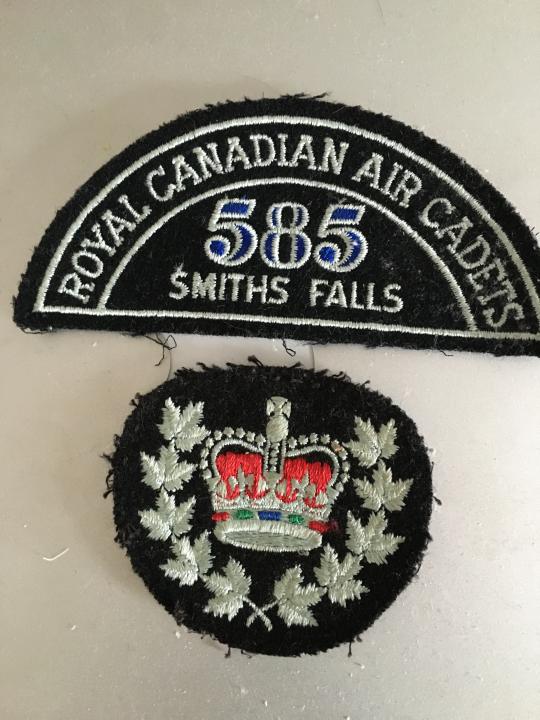 ROYAL CANADIAN AIR CADETS
585
SMITHS FALLS